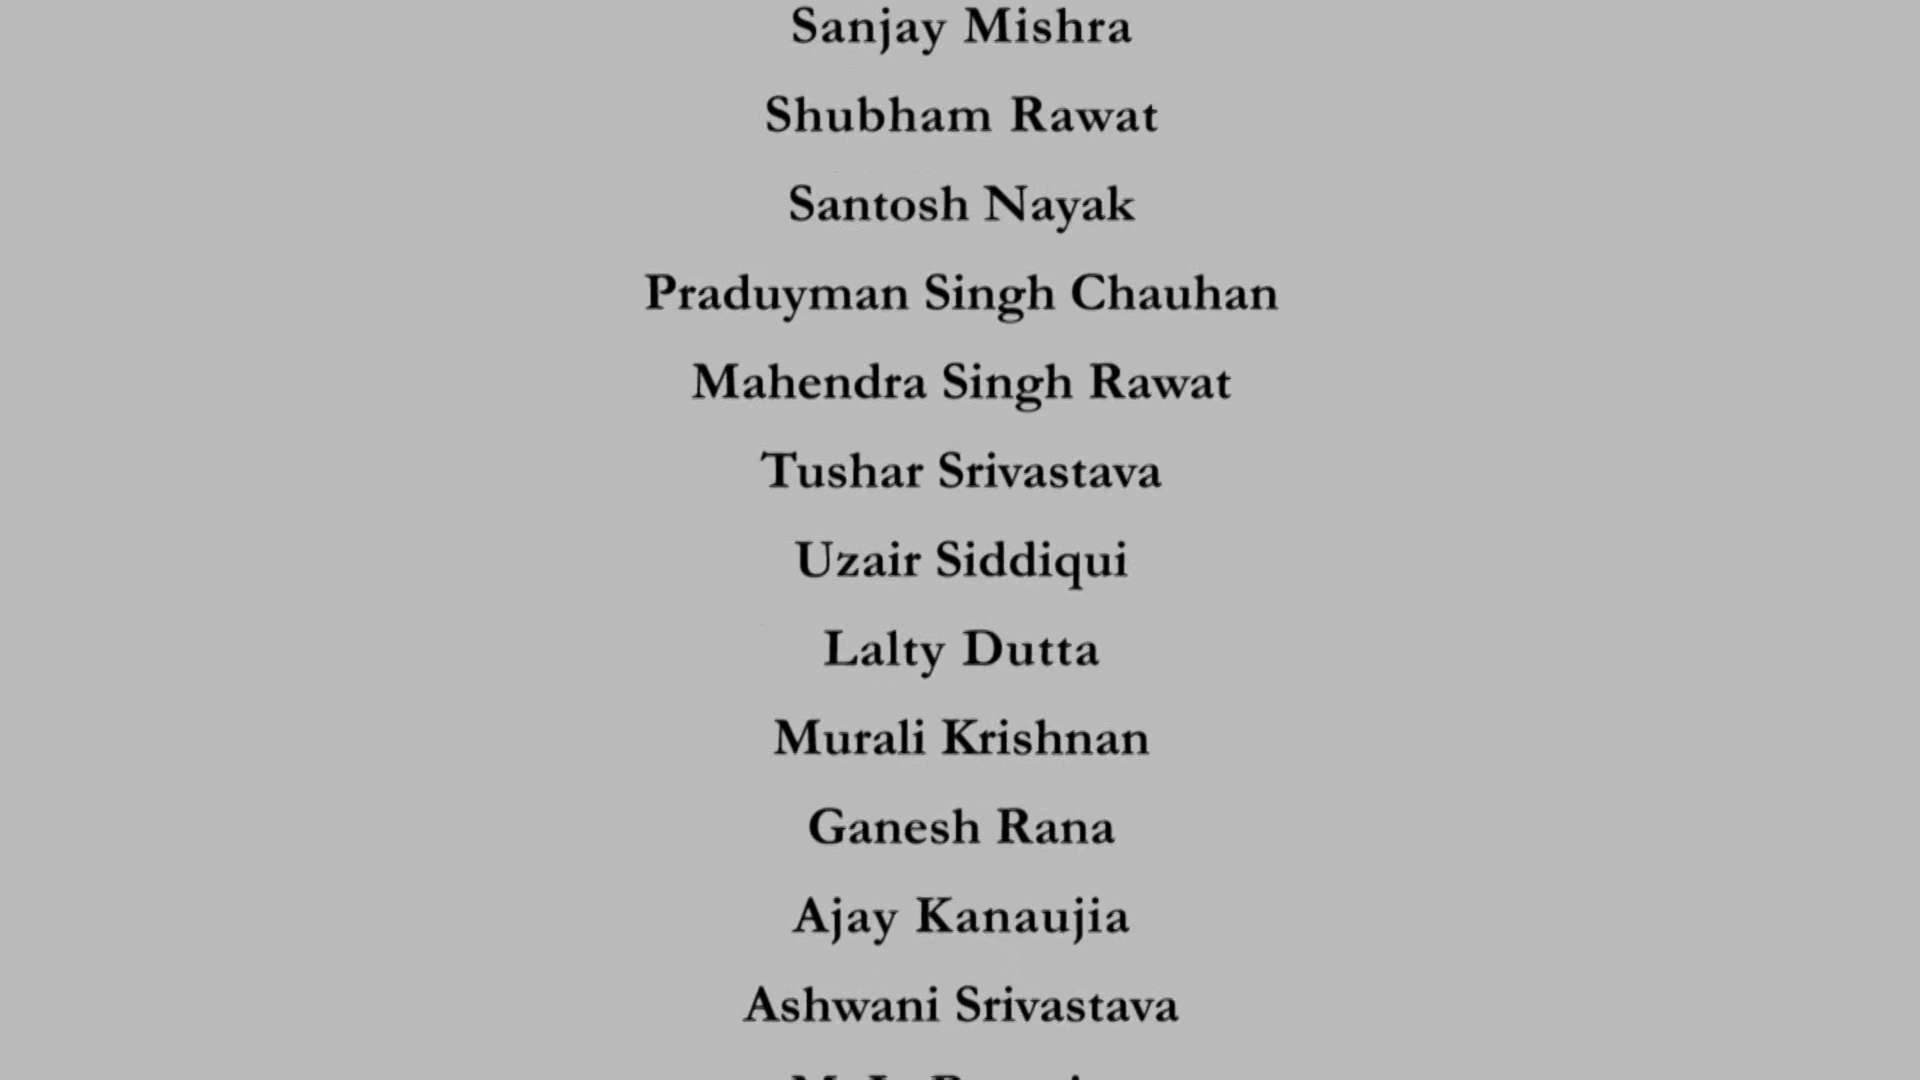 Sanjay Mishra
Shubham Rawat
Santosh Nayak
Praduyman Singh Chauhan
Mahendra Singh Rawat
Tushar Srivastava
Uzair Siddiqui
Lalty Dutta
Murali Krishnan
Ganesh Rana
Ajay Kanaujia
Ashwani Srivastava